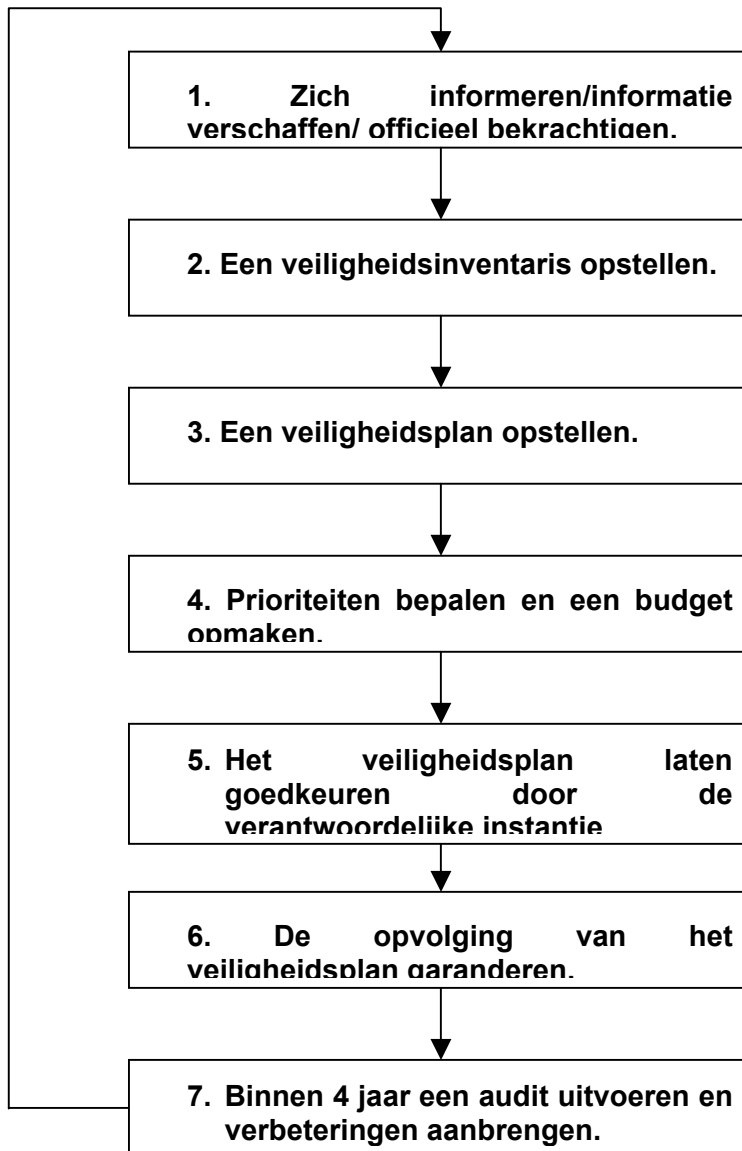 1. Zich informeren/informatie
verschaffen/ officieel bekrachtigen.
2. Een veiligheidsinventaris opstellen.
3. Een veiligheidsplan opstellen.
4. Prioriteiten bepalen en een budget
opmaken.
5. Het veiligheidsplan laten
goedkeuren door de
verantwoordelijke instantie
6. De opvolging van het
veiligheidsplan garanderen.
7. Binnen 4 jaar een audit uitvoeren en
verbeteringen aanbrengen.